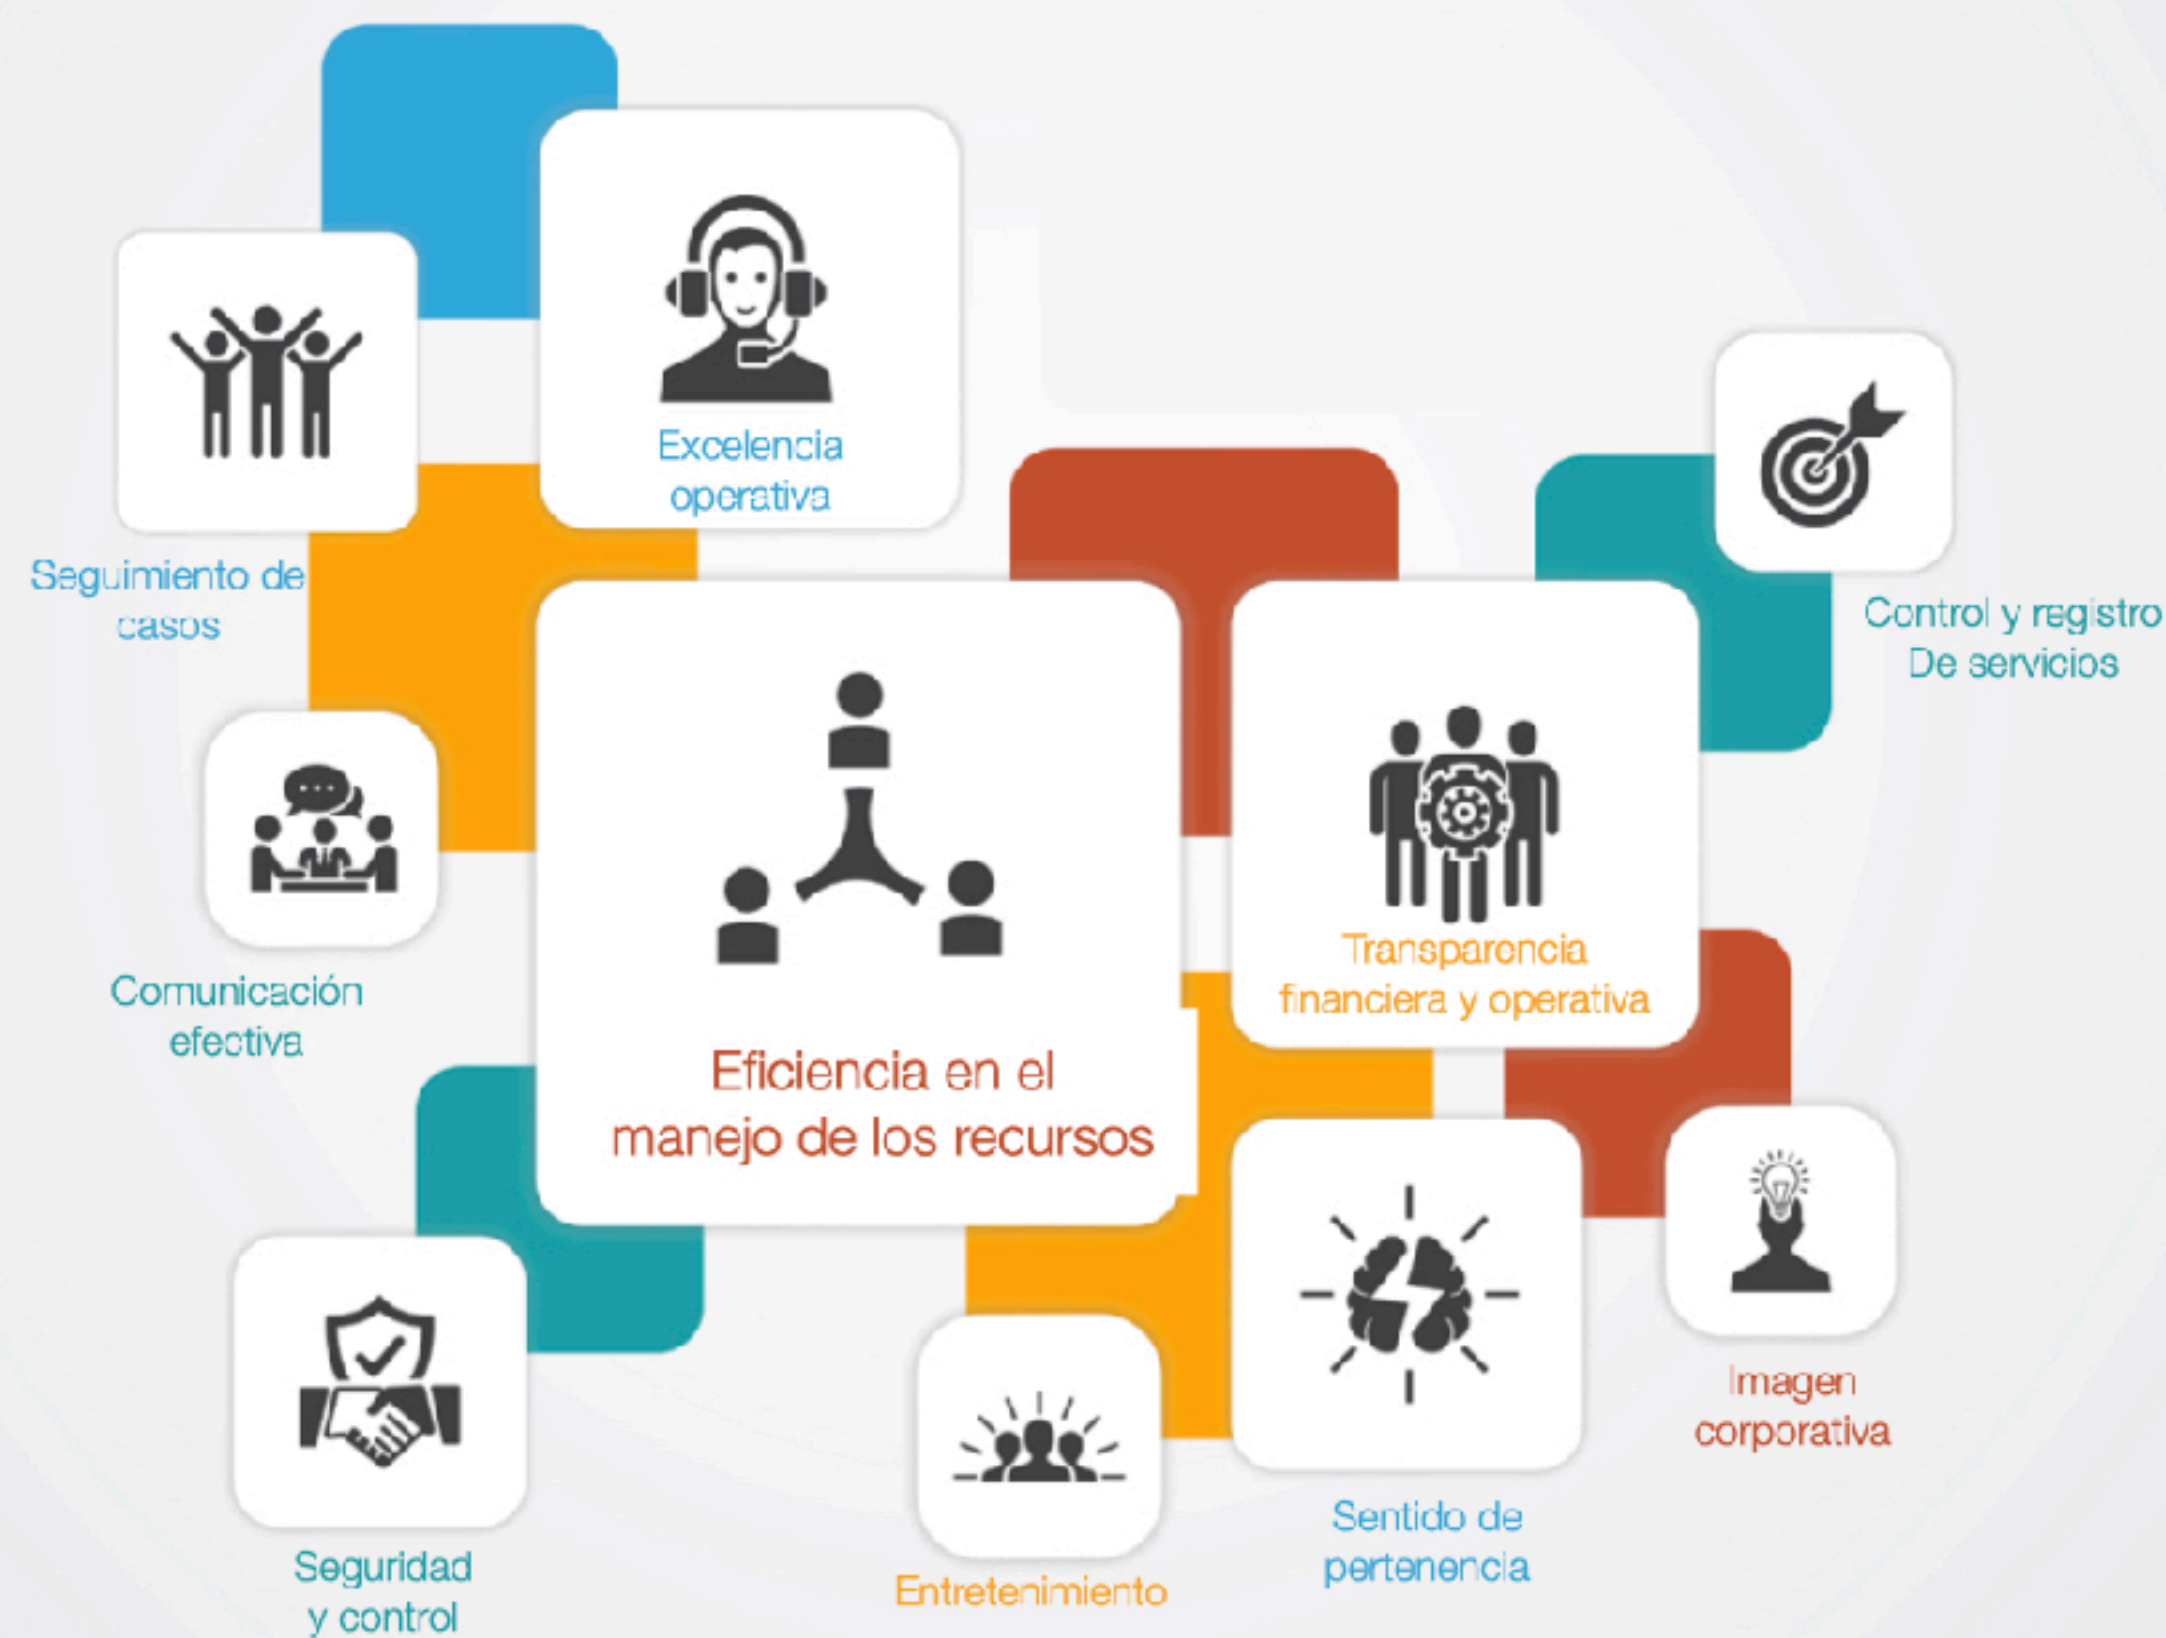 Excelencia
operativa
Seguimiento de
casos
Control y registro
De servicios
Transparencia
financiera y operativa
Comunicación
efectiva
Eficiencia en el
manejo de los recursos
Imagen
corporativa
Sentido de
pertenencia
Entretenimiento
Seguridad
y control